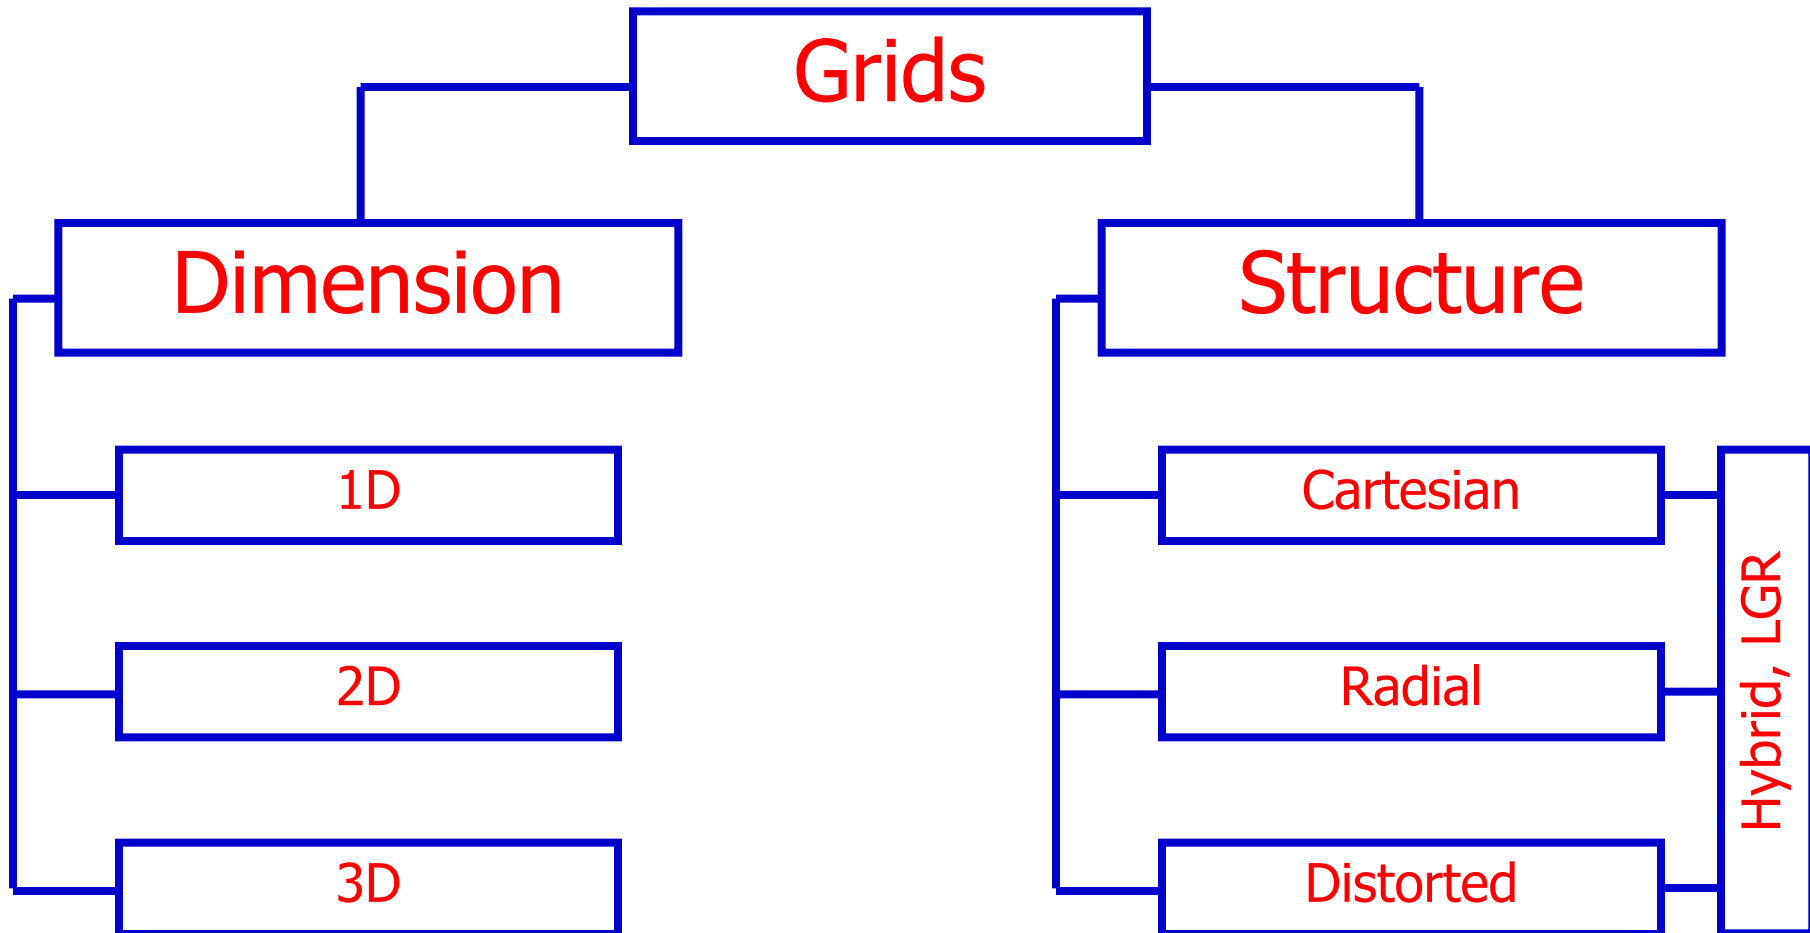 Grids
Dimension
Structure
1D
Cartesian
2D
Radial
3D
Distorted
Hybrid, LGR